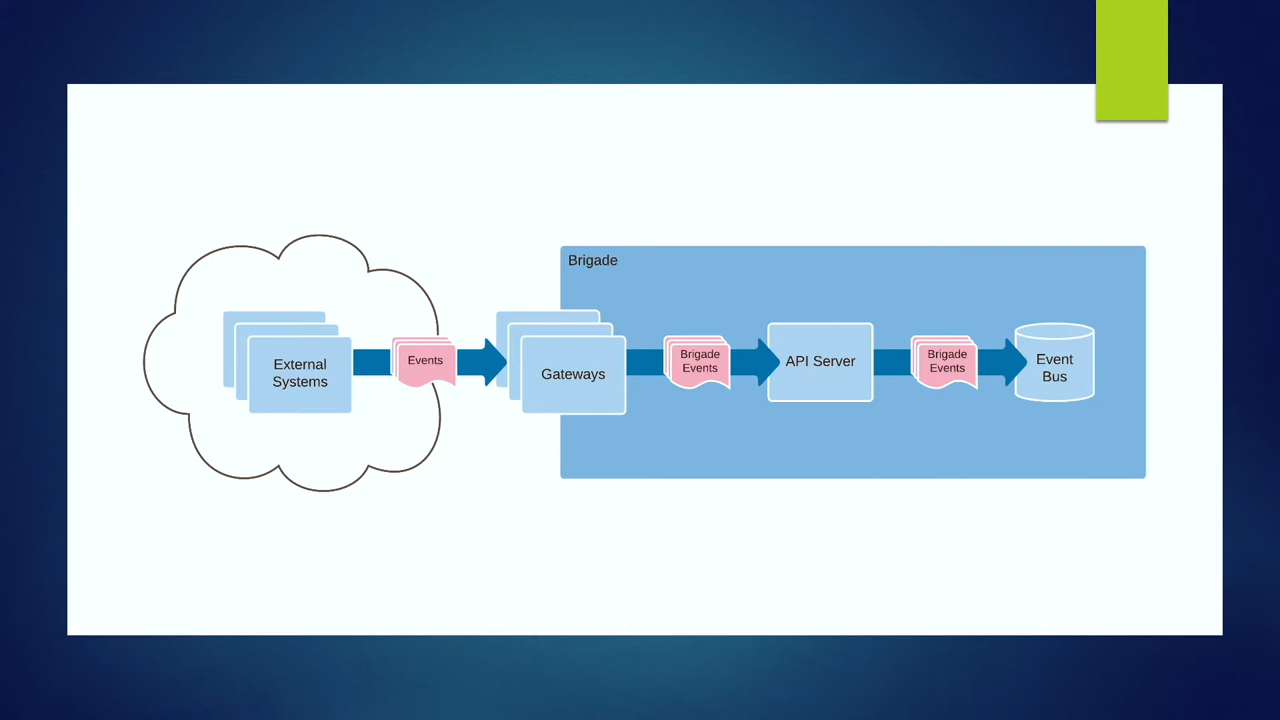 Brigade
External
Systems
Events
Gateways
Brigade
Events
API Server
Brigade
Events
Event
Bus